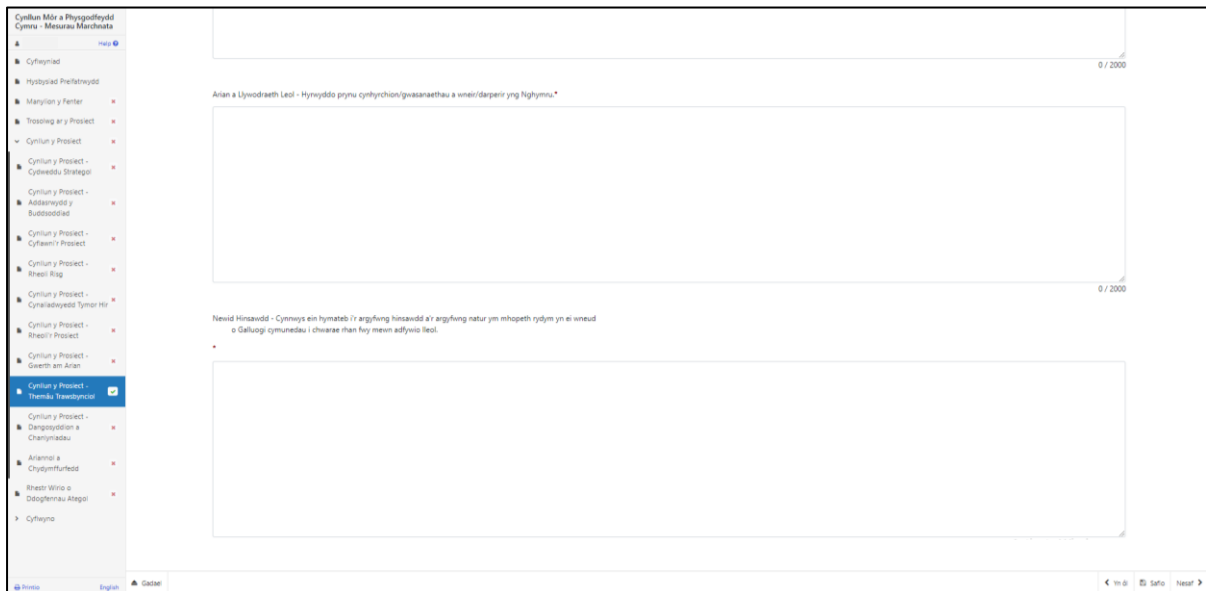 Cynllun Môr a Physgodfeydd
Cymru - Mesurau Marchnata
Help
Cyflwyniad
Hysbysiad Preifatrwydd
Manylion y Fenter
Trosolwg ar y Prosiect
Cynllun y Prosiect
Cynllun y Prosiect -
Cydweddu Strategol
Cynllun y Prosiect -
Addasrwydd y
Buddsoddiad
Cynllun y Prosiect -
Cyfiawni'r Prosiect
Cynllun y Prosiect -
Rheoli Risg
Cynllun y Prosiect -
Cynaliadwyedd Tymor Hir
Cynllun y Prosiect -
Rheoli'r Prosiect
Cynllun y Prosiect -
Gwerth am Arian
Cynllun y Prosiect -
Themâu Trawsbynciol
Cynllun y Prosiect -
Dangosyddion a
Chanlyniadau
Ariannol a
Chydymffurfedd
Rhestr Wirio o
Ddogfennau Ategol
Cyflwyno
Printio English
0 / 2000
Arian a Llywodraeth Leol - Hyrwyddo prynu cynhyrchion/gwasanaethau a wneir/darperir yng Nghymru.*
0 / 2000
Newid Hinsawdd - Cynnwys ein hymateb i'r argyfwng hinsawdd a'r argyfwng natur ym mhopeth rydym yn ei wneud
o Galluogi cymunedau i chwarae rhan fwy mewn adfywio lleol.
*
Gadael
Yn ôl Safio Nesaf